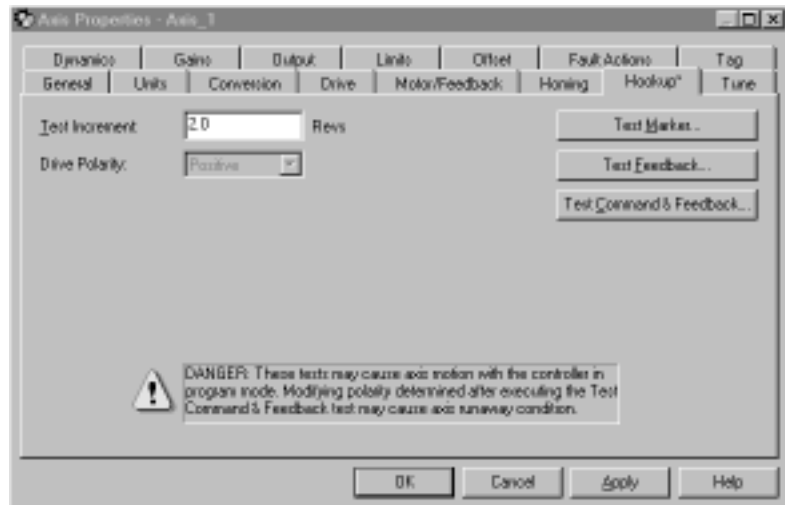 Axis Properties - Axis_1
Dynamics Gains Output Limits Offset Fault Actions Tag
General Units Conversion Drive Motor/Feedback Homing Hookup* Tune
Test Increment: 2.0 Revs Test Marker...
Drive Polarity: Positive Test Feedback...
Test Command & Feedback...
DANGER: These tests may cause axis motion with the controller in
program mode. Modifying polarity determined after executing the Test
Command & Feedback test may cause axis runaway condition.
OK Cancel Apply Help